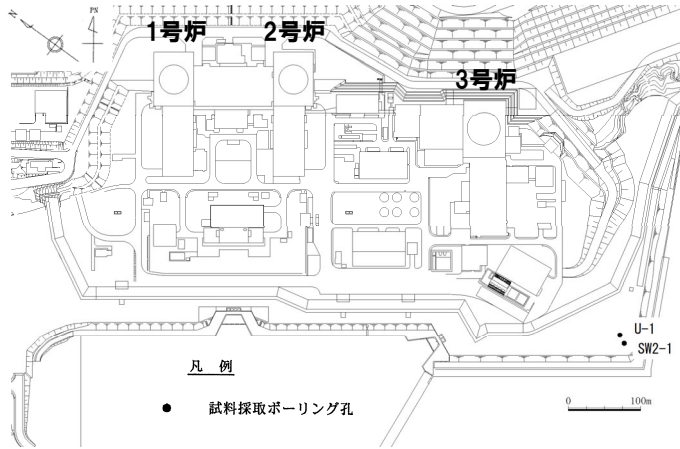 N
PN
1号炉
2号炉
3号炉
U-1
SW2-1
凡 例
● 試料採取ボーリング孔
0 100m